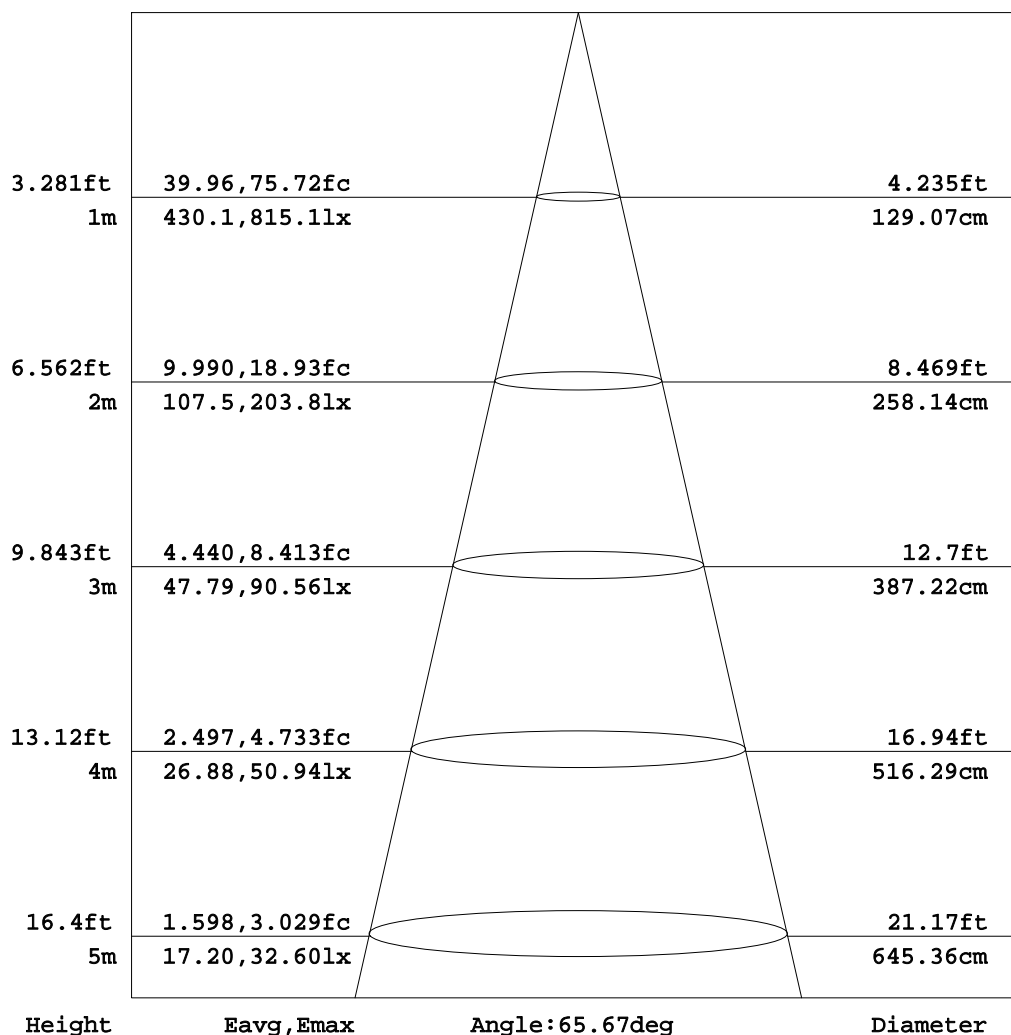 3.281ft 39.96,75.72fc 4.235ft
1m 430.1,815.1lx 129.07cm
6.562ft 9.990,18.93fc 8.469ft
2m 107.5,203.8lx 258.14cm
9.843ft 4.440,8.413fc 12.7ft
3m 47.79,90.56lx 387.22cm
13.12ft 2.497,4.733fc 16.94ft
4m 26.88,50.94lx 516.29cm
16.4ft 1.598,3.029fc 21.17ft
5m 17.20,32.60lx 645.36cm
Height Eavg,Emax Angle:65.67deg Diameter